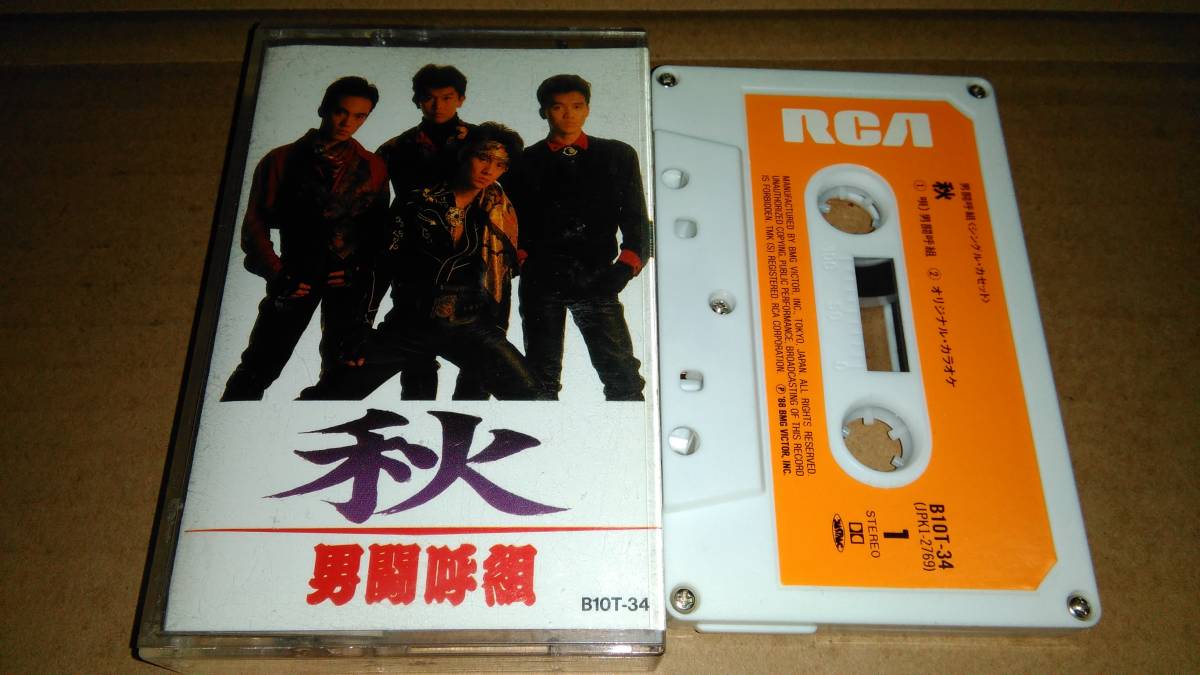 秋
男闘呼組
B10T-34
RCA
男闘呼組〈シングル・カセット〉
秋
① 唄)男闘呼組 ② オリジナル・カラオケ
MANUFACTURED BY BMG VICTOR, INC., TOKYO, JAPAN. ALL RIGHTS RESERVED.
UNAUTHORIZED COPYING, PUBLIC PERFORMANCE, BROADCASTING OF THIS RECORD
IS FORBIDDEN. TMK (S) REGISTERED RCA CORPORATION. Ⓟ '88 BMG VICTOR, INC.
B10T-34
(JPK1-2769)
1
STEREO